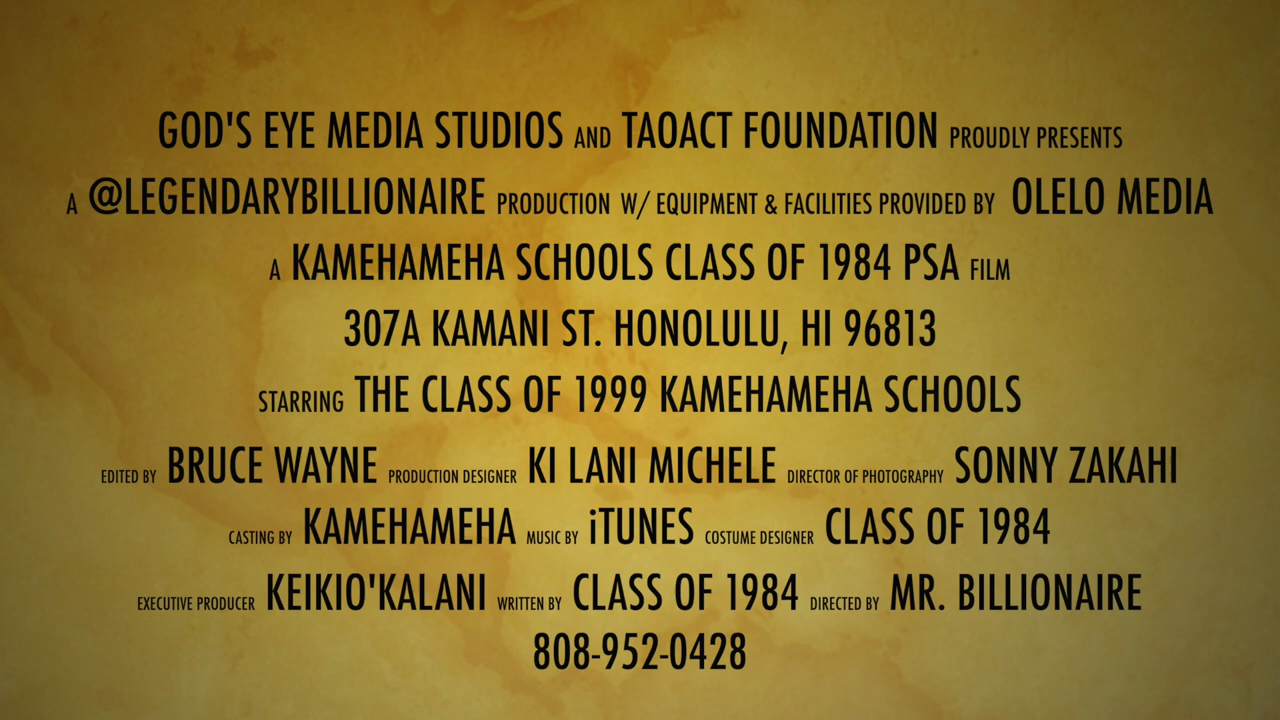 GOD'S EYE MEDIA STUDIOS AND TAOACT FOUNDATION PROUDLY PRESENTS
A @LEGENDARYBILLIONAIRE PRODUCTION W/ EQUIPMENT & FACILITIES PROVIDED BY OLELO MEDIA
A KAMEHAMEHA SCHOOLS CLASS OF 1984 PSA FILM
307A KAMANI ST. HONOLULU, HI 96813
STARRING THE CLASS OF 1999 KAMEHAMEHA SCHOOLS
EDITED BY BRUCE WAYNE PRODUCTION DESIGNER KI LANI MICHELE DIRECTOR OF PHOTOGRAPHY SONNY ZAKAHI
CASTING BY KAMEHAMEHA MUSIC BY iTUNES COSTUME DESIGNER CLASS OF 1984
EXECUTIVE PRODUCER KEIKIO'KALANI WRITTEN BY CLASS OF 1984 DIRECTED BY MR. BILLIONAIRE
808-952-0428